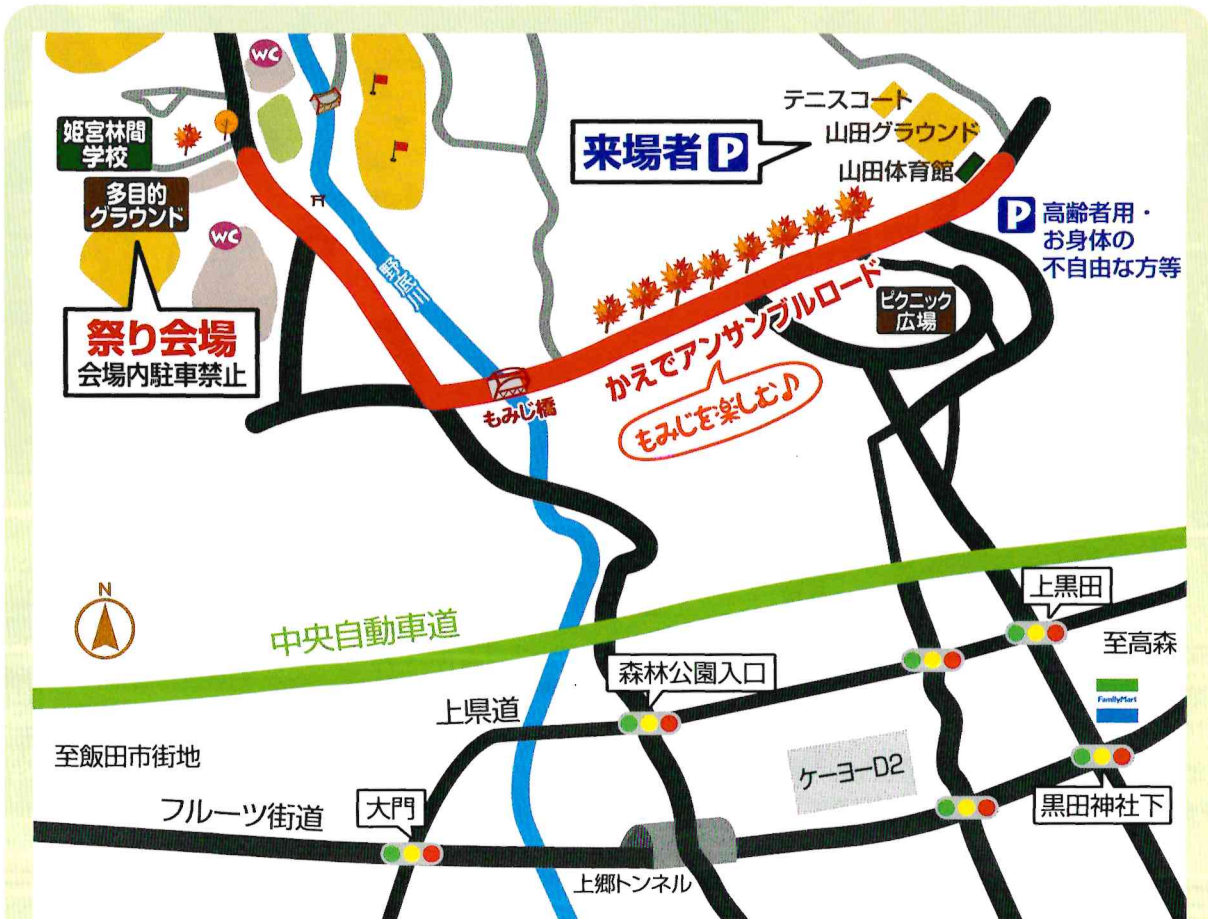 WC
姫宮林間
学校
多目的
グラウンド
WC
祭り会場
会場内駐車禁止
野底川
もみじ橋
来場者 P
テニスコート
山田グラウンド
山田体育館
P 高齢者用・
お身体の
不自由な方等
かえでアンサンブルロード
もみじを楽しむ♪
ピクニック
広場
N
中央自動車道
上黒田
至高森
森林公園入口
上県道
FamilyMart
至飯田市街地
ケーヨーD2
フルーツ街道
大門
黒田神社下
上郷トンネル